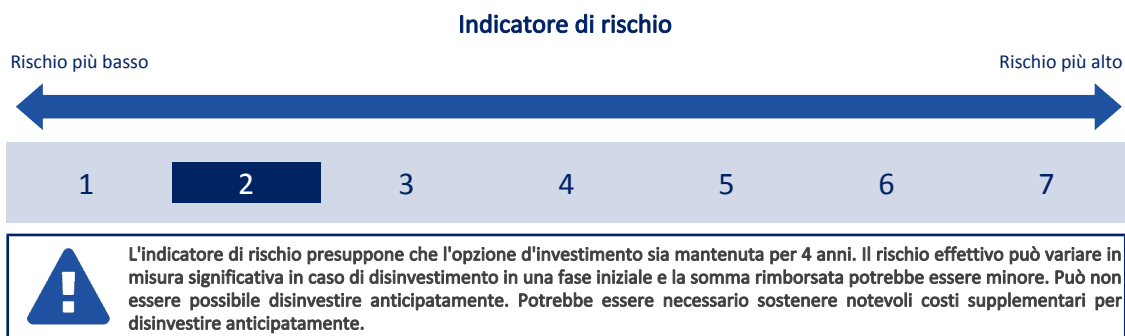 Indicatore di rischio
Rischio più basso
Rischio più alto
1 2 3 4 5 6 7
L'indicatore di rischio presuppone che l'opzione d'investimento sia mantenuta per 4 anni. Il rischio effettivo può variare in
misura significativa in caso di disinvestimento in una fase iniziale e la somma rimborsata potrebbe essere minore. Può non
essere possibile disinvestire anticipatamente. Potrebbe essere necessario sostenere notevoli costi supplementari per
disinvestire anticipatamente.